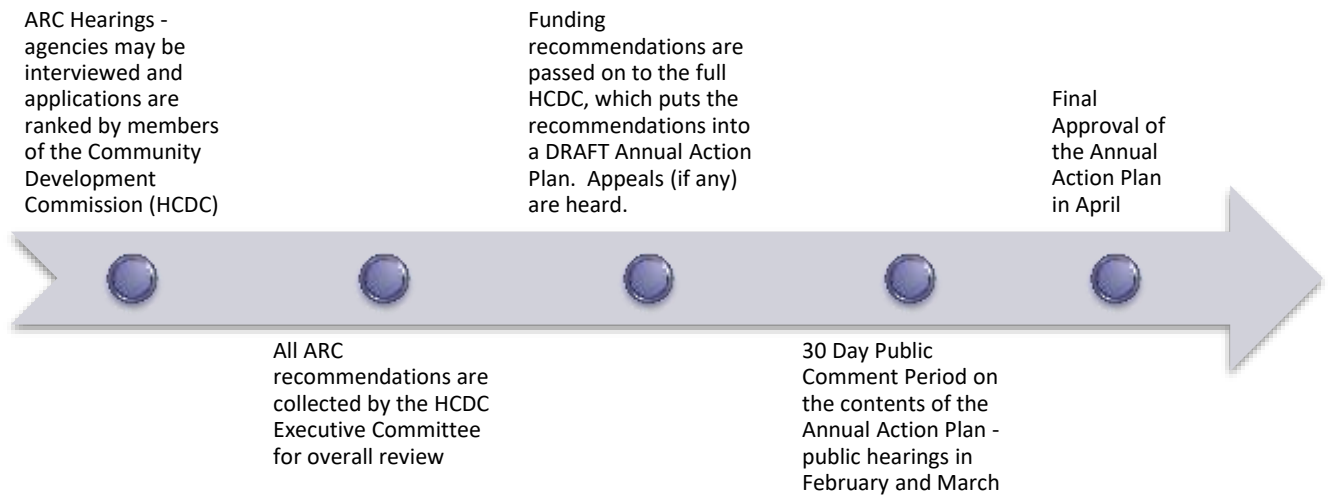 ARC Hearings -
agencies may be
interviewed and
applications are
ranked by members
of the Community
Development
Commission (HCDC)
All ARC
recommendations are
collected by the HCDC
Executive Committee
for overall review
Funding
recommendations are
passed on to the full
HCDC, which puts the
recommendations into
a DRAFT Annual Action
Plan.  Appeals (if any)
are heard.
30 Day Public
Comment Period on
the contents of the
Annual Action Plan -
public hearings in
February and March
Final
Approval of
the Annual
Action Plan
in April